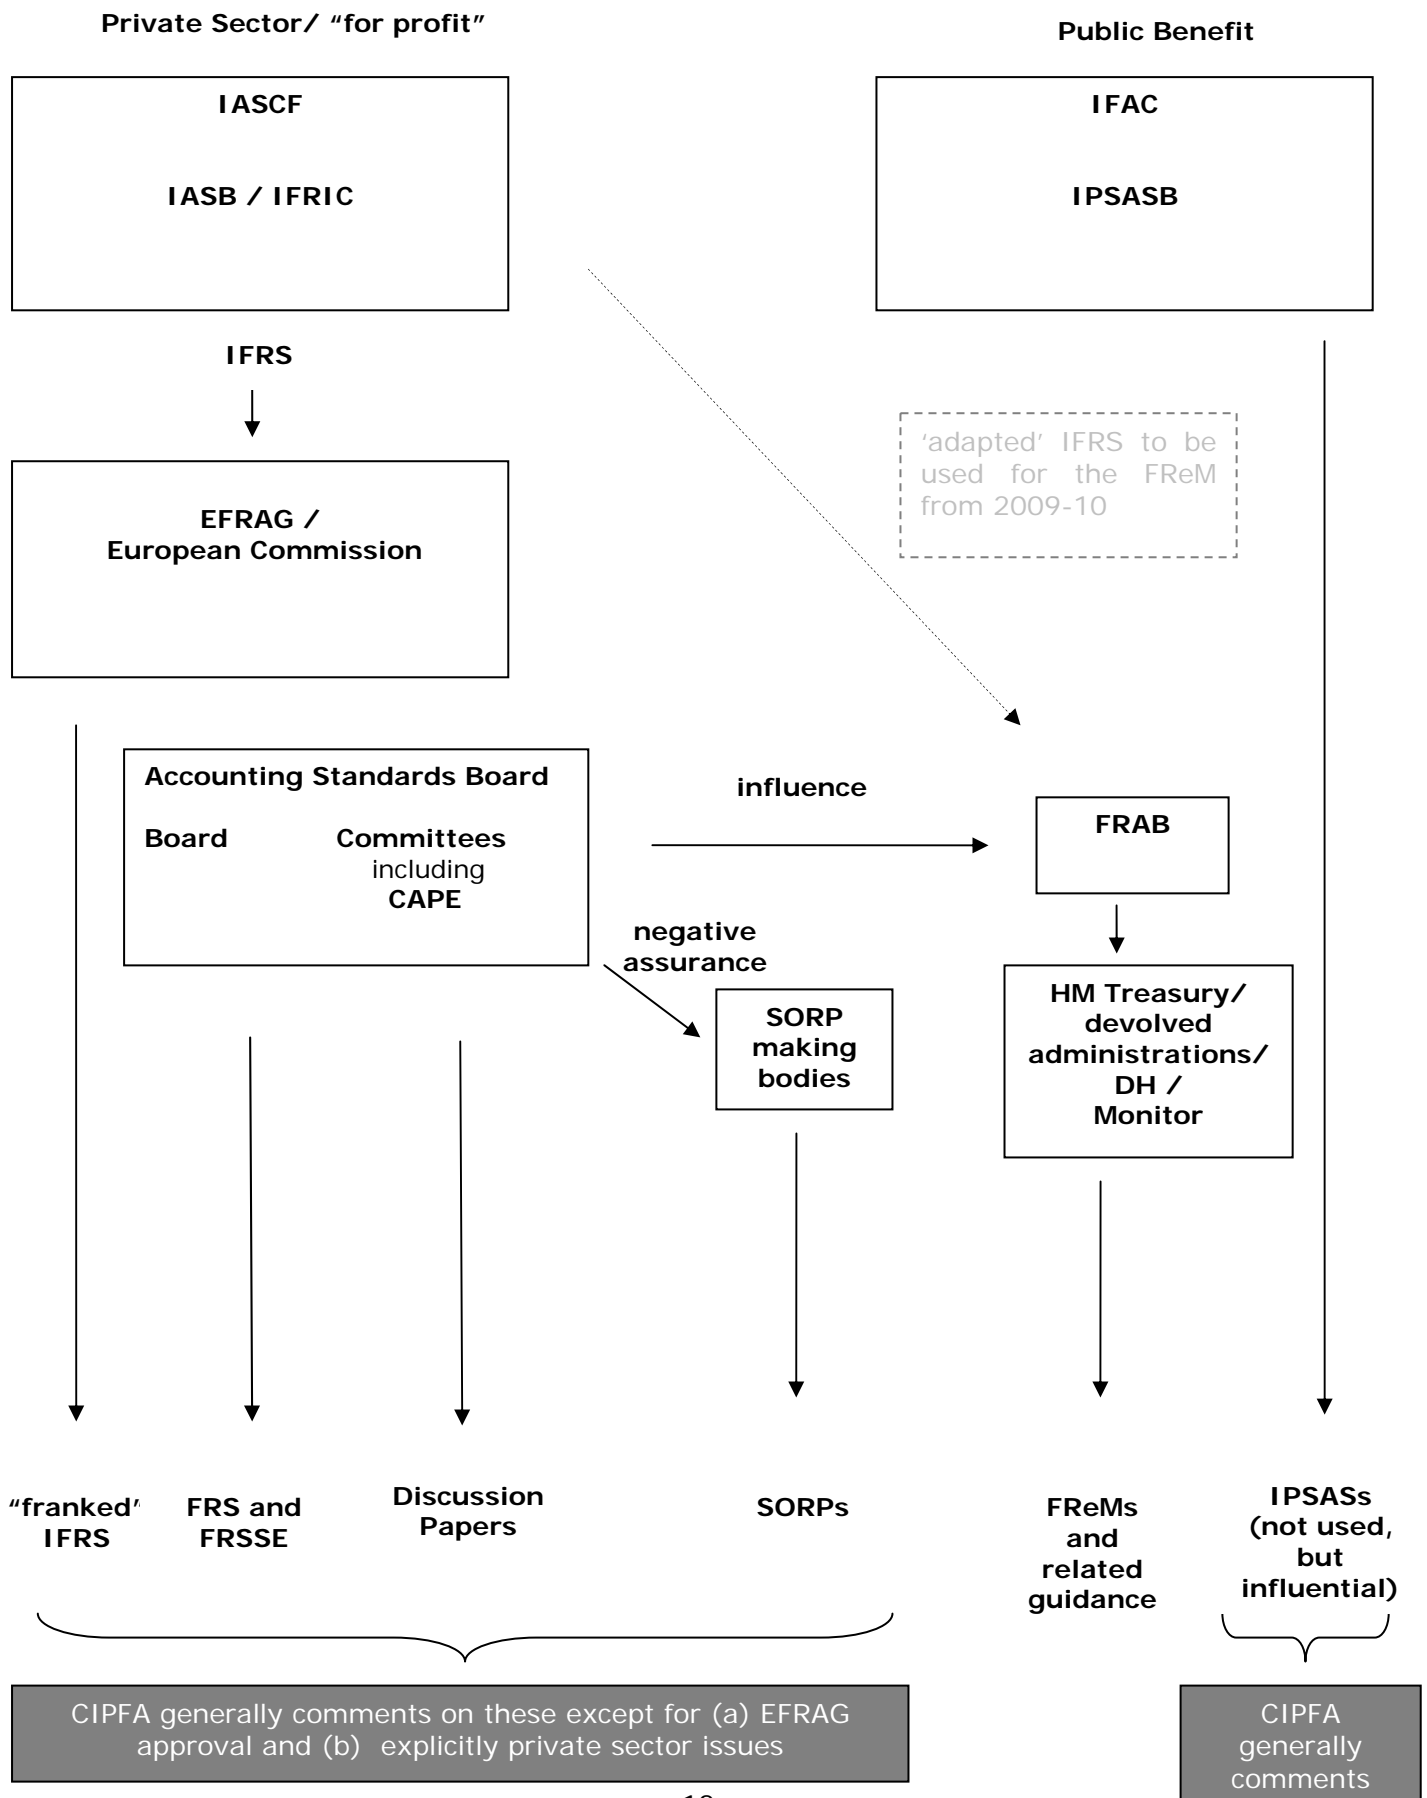 Private Sector/ “for profit”
Public Benefit
IASCF
IASB / IFRIC
IFAC
IPSASB
IFRS
‘adapted’ IFRS to be
used for the FReM
from 2009-10
EFRAG /
European Commission
Accounting Standards Board
Board Committees
including
CAPE
influence
FRAB
negative
assurance
SORP
making
bodies
HM Treasury/
devolved
administrations/
DH /
Monitor
“franked”
IFRS
FRS and
FRSSE
Discussion
Papers
SORPs
FReMs
and
related
guidance
IPSASs
(not used,
but
influential)
CIPFA generally comments on these except for (a) EFRAG
approval and (b) explicitly private sector issues
CIPFA
generally
comments